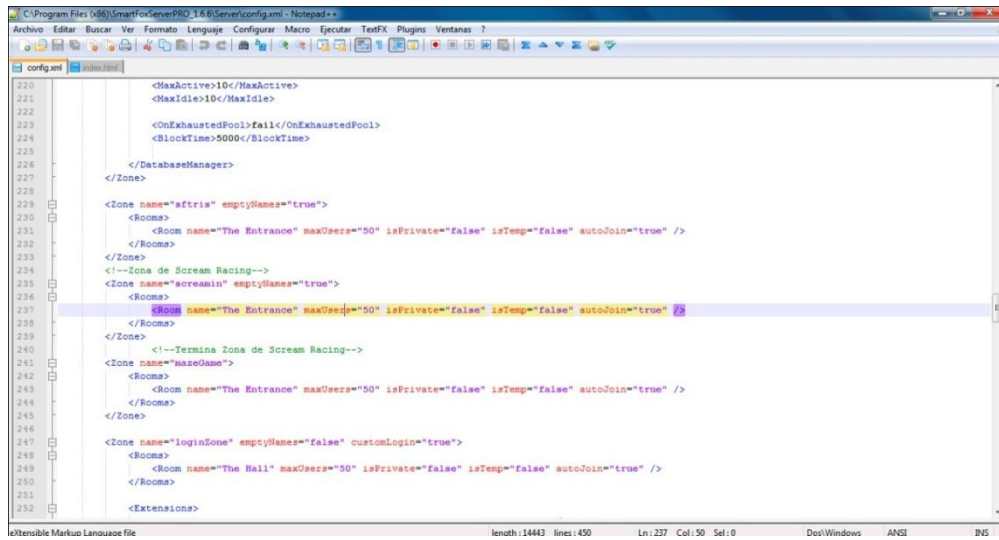 C:\Program Files (x86)\SmartFoxServerPRO_1.6.6\Server\config.xml - Notepad++
Archivo Editar Buscar Ver Formato Lenguaje Configurar Macro Ejecutar TextFX Plugins Ventanas ?
config.xml index.html
220 <MaxActive>10</MaxActive>
221 <MaxIdle>10</MaxIdle>
222
223 <OnExhaustedPool>fail</OnExhaustedPool>
224 <BlockTime>5000</BlockTime>
225
226 </DatabaseManager>
227 </Zone>
228
229 <Zone name="sftris" emptyNames="true">
230 <Rooms>
231 <Room name="The Entrance" maxUsers="50" isPrivate="false" isTemp="false" autoJoin="true" />
232 </Rooms>
233 </Zone>
234 <!--Zona de Scream Racing-->
235 <Zone name="screamin" emptyNames="true">
236 <Rooms>
237 <Room name="The Entrance" maxUsers="50" isPrivate="false" isTemp="false" autoJoin="true" />
238 </Rooms>
239 </Zone>
240 <!--Termina Zona de Scream Racing-->
241 <Zone name="mazeGame">
242 <Rooms>
243 <Room name="The Entrance" maxUsers="50" isPrivate="false" isTemp="false" autoJoin="true" />
244 </Rooms>
245 </Zone>
246
247 <Zone name="loginZone" emptyNames="false" customLogin="true">
248 <Rooms>
249 <Room name="The Hall" maxUsers="50" isPrivate="false" isTemp="false" autoJoin="true" />
250 </Rooms>
251
252 <Extensions>
eXtensible Markup Language file length : 14443 lines : 450 Ln : 237 Col : 50 Sel : 0 Dos\Windows ANSI INS